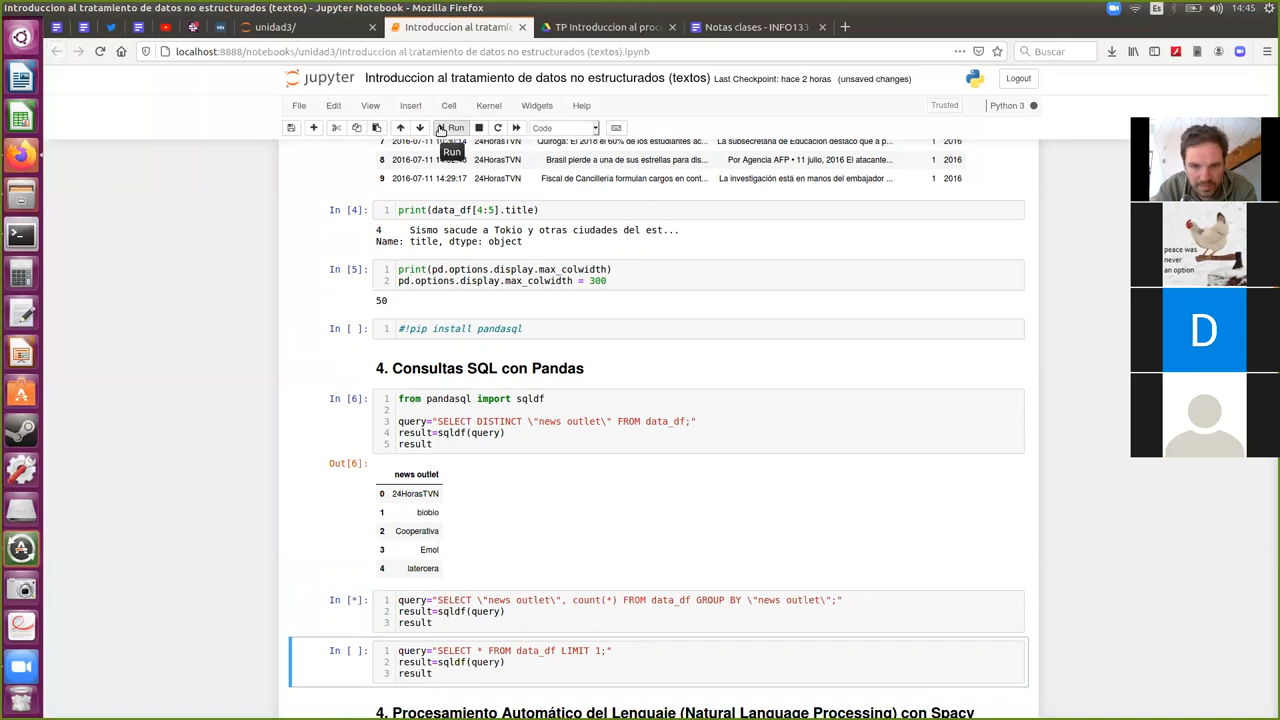 Introduccion al tratamiento de datos no estructurados (textos) - Jupyter Notebook - Mozilla Firefox
Es
14:45
unidad3/
Introduccion al tratamie
TP Introduccion al proce
Notas clases - INFO133
localhost:8888/notebooks/unidad3/Introduccion al tratamiento de datos no estructurados (textos).ipynb
Buscar
jupyter
Introduccion al tratamiento de datos no estructurados (textos)
Last Checkpoint: hace 2 horas (unsaved changes)
Logout
File Edit View Insert Cell Kernel Widgets Help
Trusted
Python 3
Run
Code
Run
8 24HorasTVN Brasil pierde a una de sus estrellas para dis... Por Agencia AFP • 11 julio, 2016 El atacante... 1 2016
9 2016-07-11 14:29:17 24HorasTVN Fiscal de Cancillería formulan cargos en cont... La investigación está en manos del embajador ... 1 2016
In [4]:
1 print(data_df[4:5].title)
4 Sismo sacude a Tokio y otras ciudades del est...
Name: title, dtype: object
In [5]:
1 print(pd.options.display.max_colwidth)
2 pd.options.display.max_colwidth = 300
50
In [ ]:
1 #!pip install pandasql
4. Consultas SQL con Pandas
In [6]:
1 from pandasql import sqldf
2
3 query="SELECT DISTINCT \"news outlet\" FROM data_df;"
4 result=sqldf(query)
5 result
Out[6]:
news outlet
0 24HorasTVN
1 biobio
2 Cooperativa
3 Emol
4 latercera
In [*]:
1 query="SELECT \"news outlet\", count(*) FROM data_df GROUP BY \"news outlet\";"
2 result=sqldf(query)
3 result
In [ ]:
1 query="SELECT * FROM data_df LIMIT 1;"
2 result=sqldf(query)
3 result
4. Procesamiento Automático del Lenguaje (Natural Language Processing) con Spacy
peace was
never
an option
D